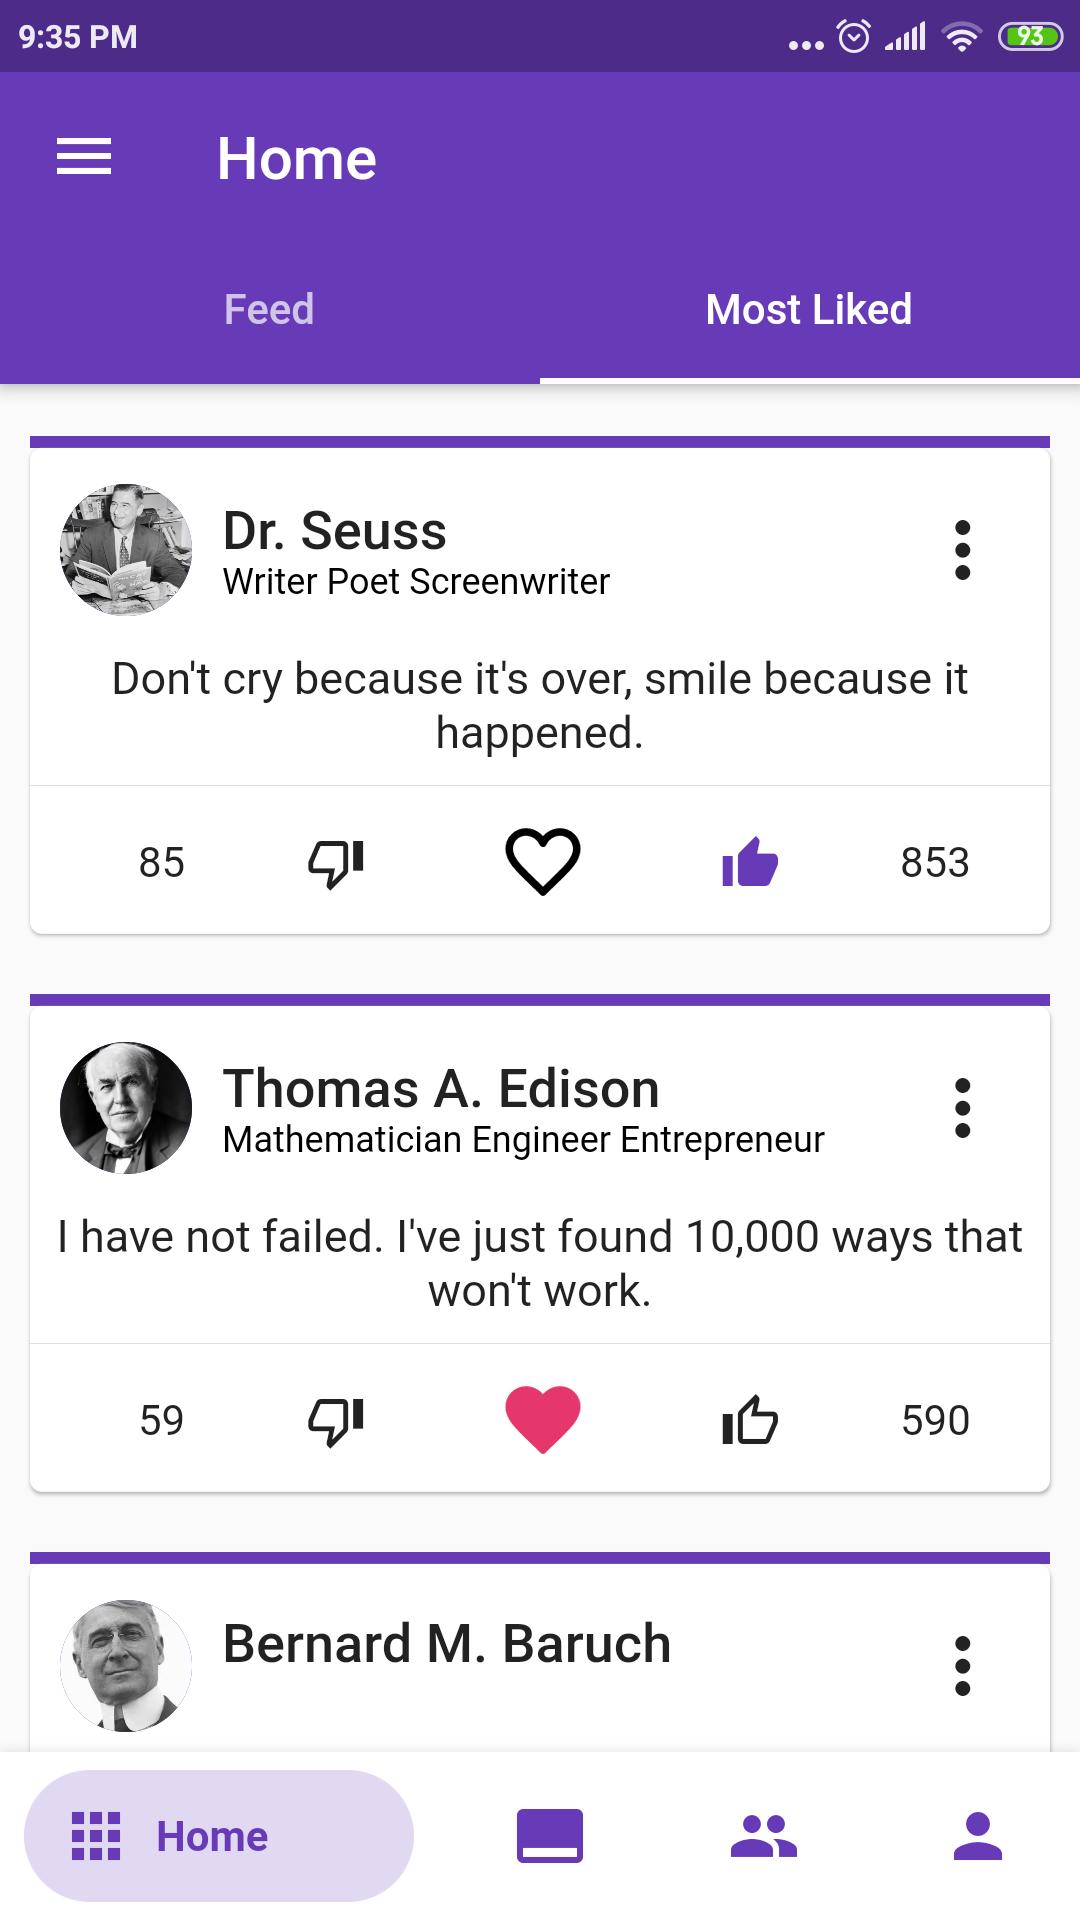 9:35 PM
93
Home
Feed
Most Liked
Dr. Seuss
Writer Poet Screenwriter
Don't cry because it's over, smile because it
happened.
85
853
Thomas A. Edison
Mathematician Engineer Entrepreneur
I have not failed. I've just found 10,000 ways that
won't work.
59
590
Bernard M. Baruch
Home